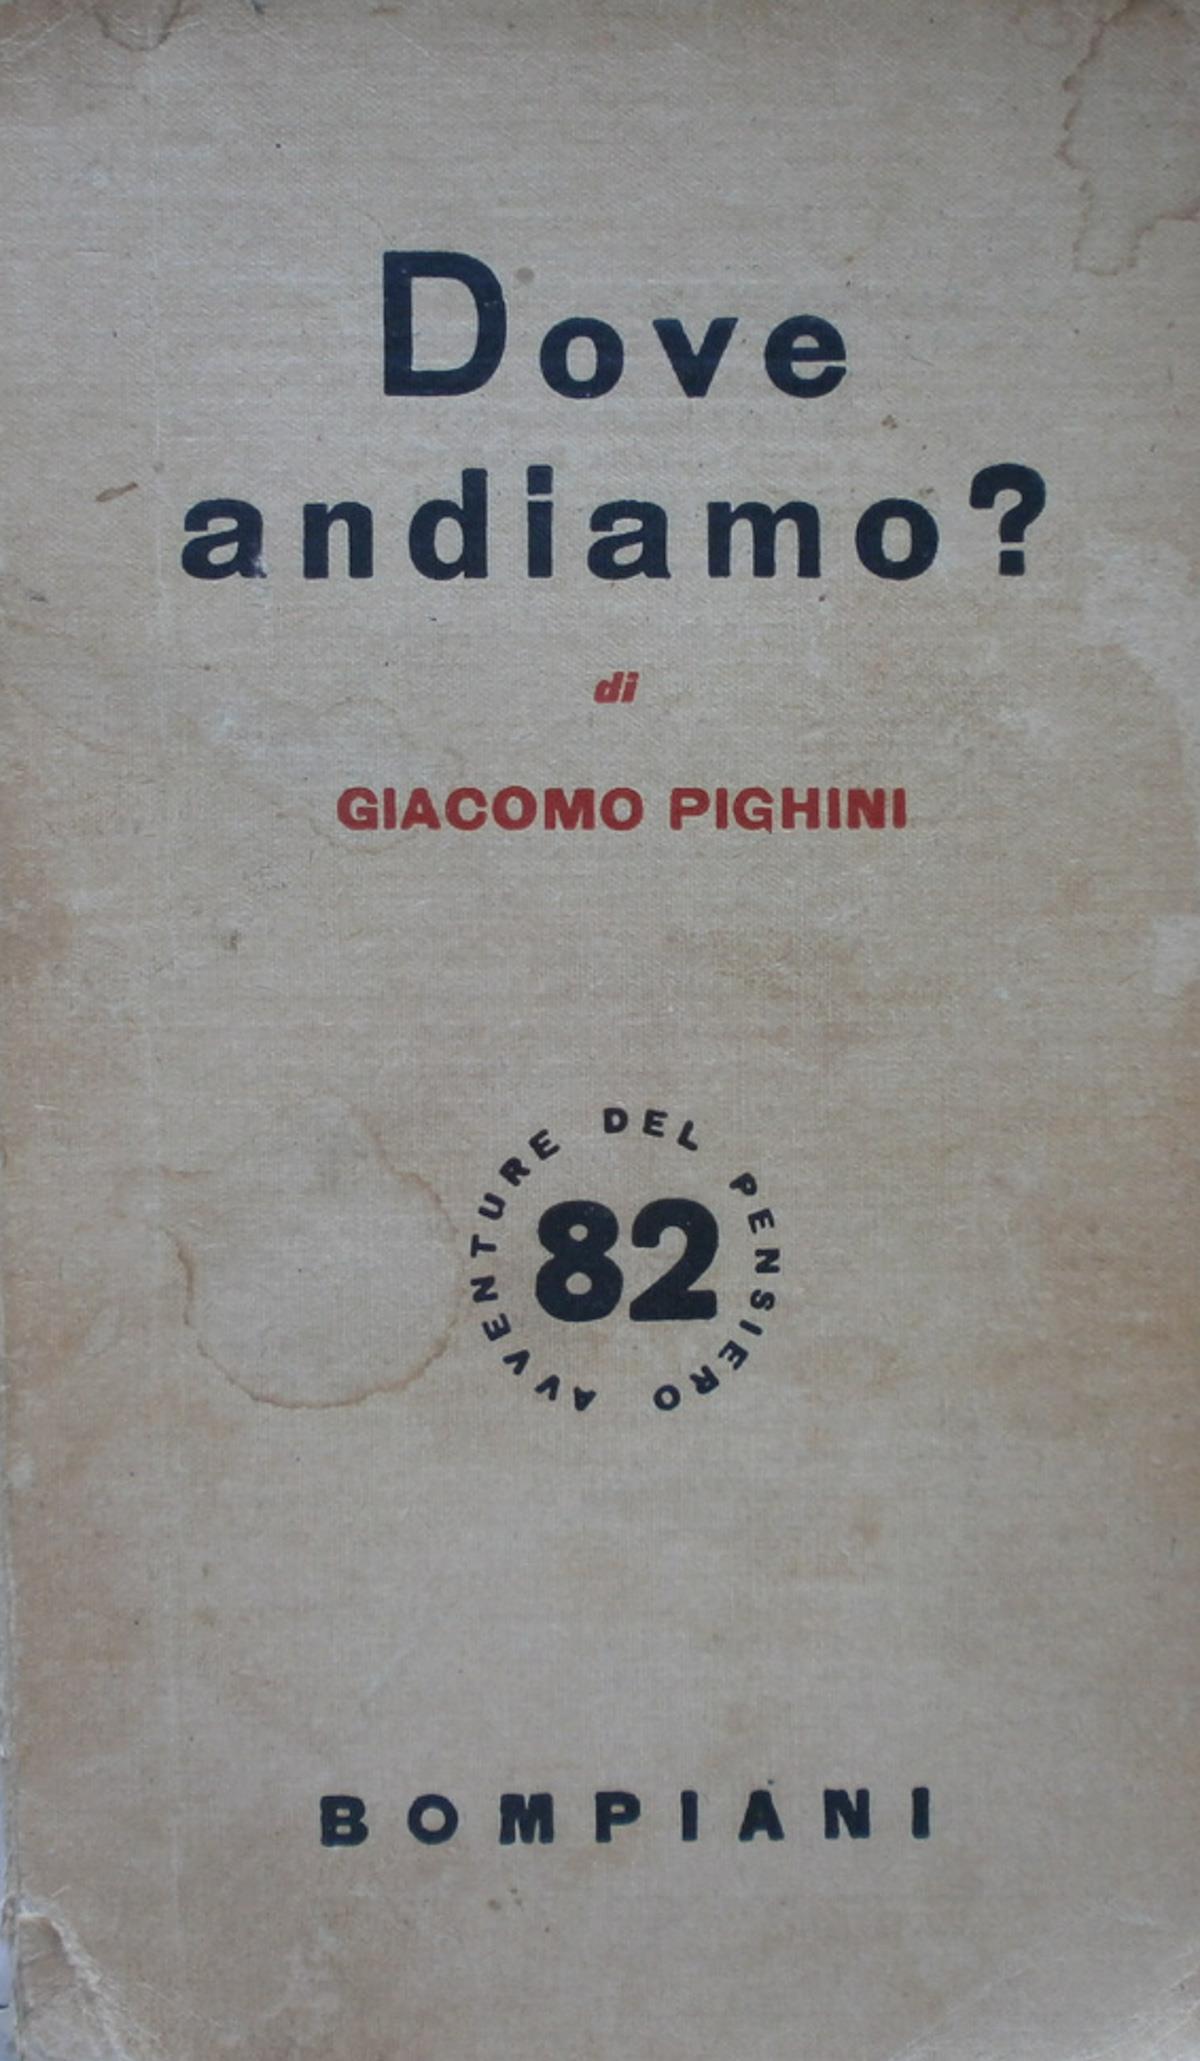 Dove
andiamo?
di
GIACOMO PIGHINI
AVVENTURE DEL PENSIERO
82
BOMPIANI